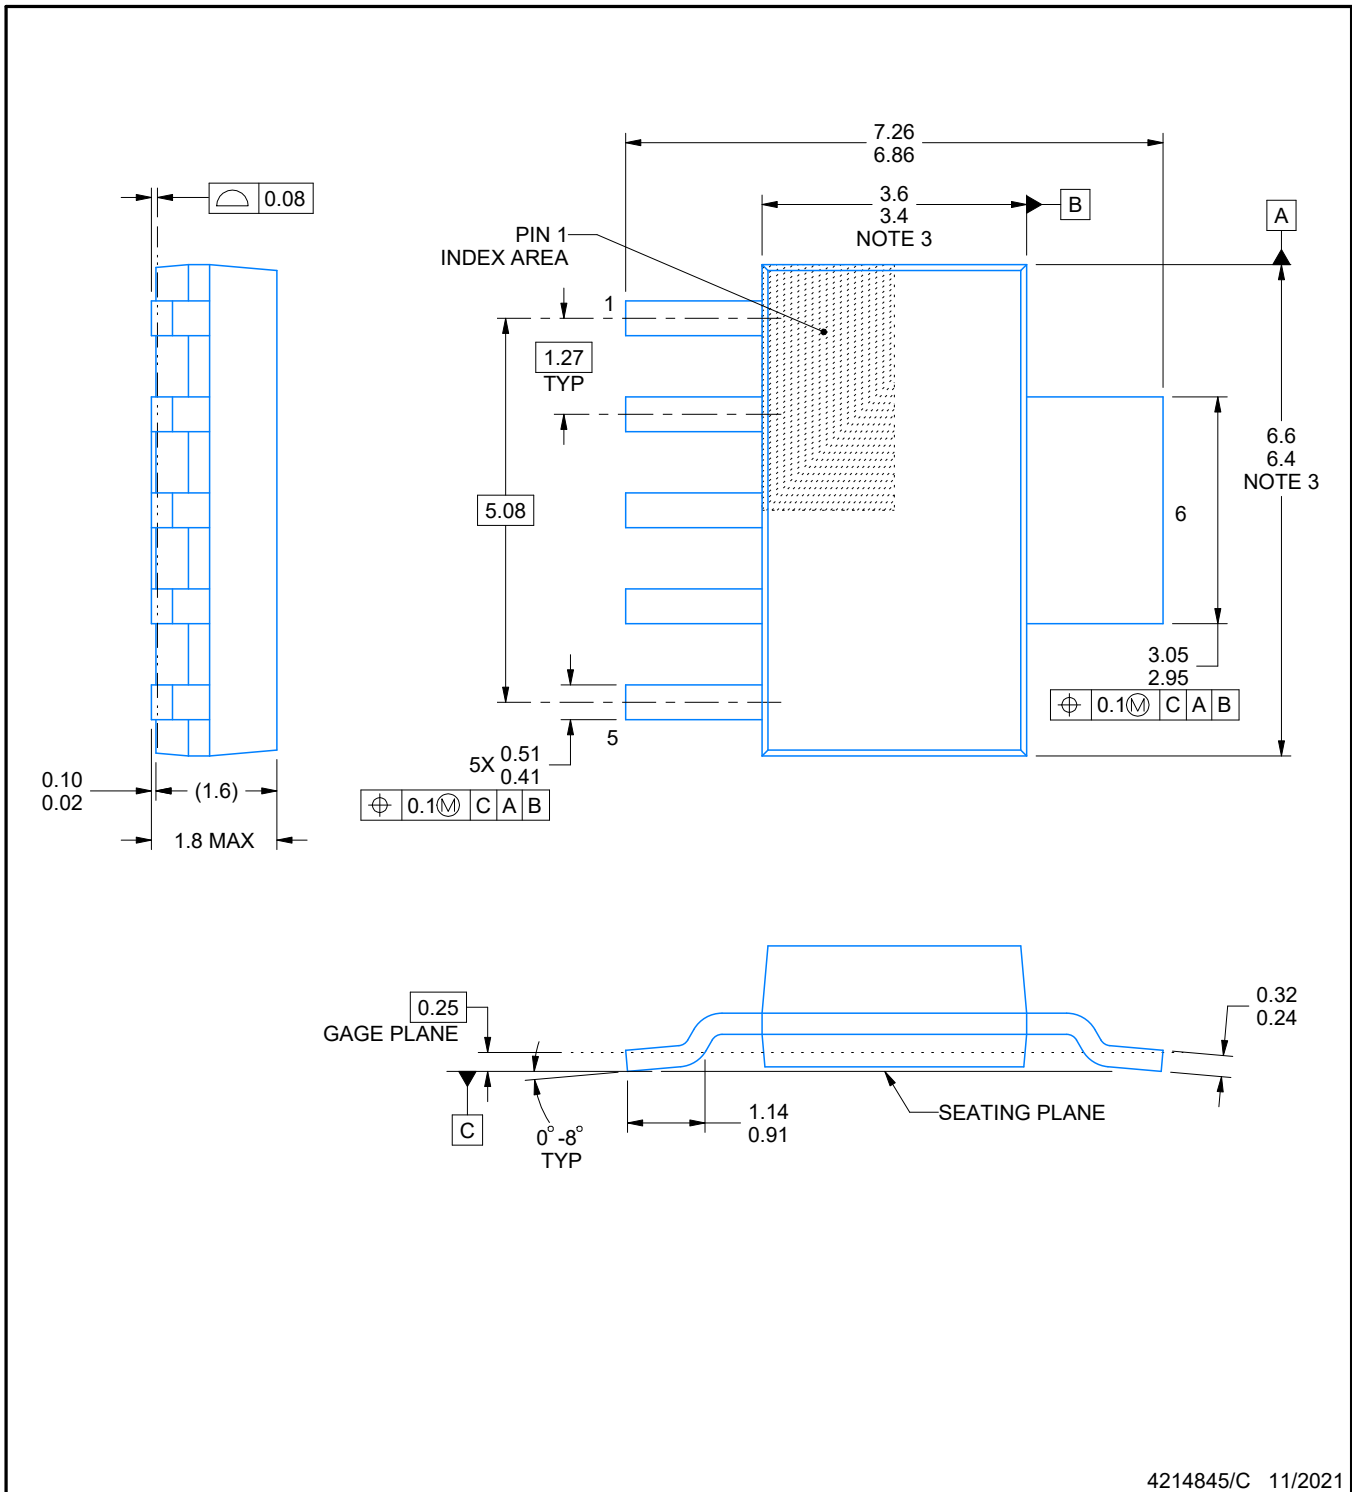 7.26
6.86
3.6
3.4
NOTE 3
B
A
0.08
PIN 1
INDEX AREA
1
1.27
TYP
5.08
6.6
6.4
NOTE 3
6
3.05
2.95
0.1Ⓜ C A B
5
5X 0.51
0.41
0.1Ⓜ C A B
0.10
0.02
(1.6)
1.8 MAX
0.25
GAGE PLANE
0.32
0.24
C
0°-8°
TYP
1.14
0.91
SEATING PLANE
4214845/C 11/2021